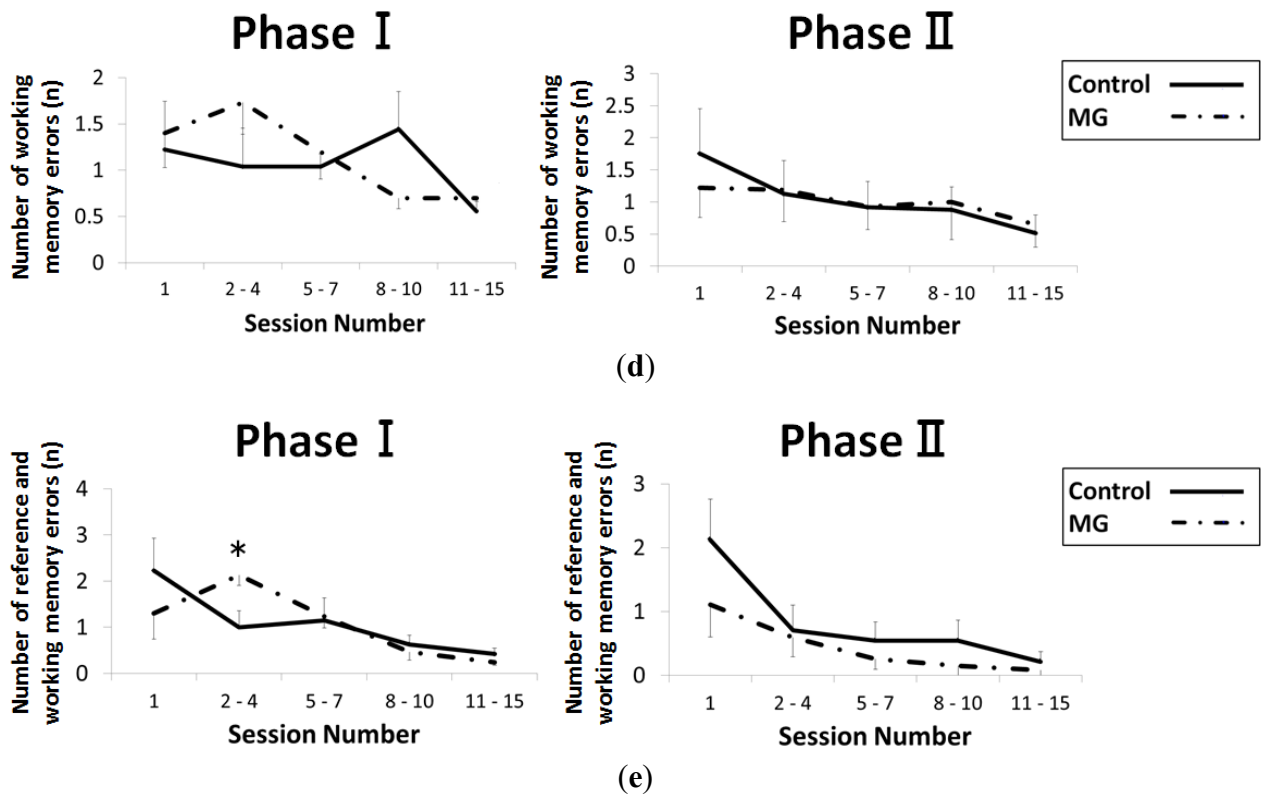 Phase Ⅰ
Number of working
memory errors (n)
2
1.5
1
0.5
0
1
2 - 4
5 - 7
8 - 10
11 - 15
Session Number
Phase Ⅱ
Number of working
memory errors (n)
3
2.5
2
1.5
1
0.5
0
1
2 - 4
5 - 7
8 - 10
11 - 15
Session Number
Control
MG
(d)
Phase Ⅰ
Number of reference and
working memory errors (n)
4
3
2
1
0
*
1
2 - 4
5 - 7
8 - 10
11 - 15
Session Number
Phase Ⅱ
Number of reference and
working memory errors (n)
3
2
1
0
1
2 - 4
5 - 7
8 - 10
11 - 15
Session Number
Control
MG
(e)